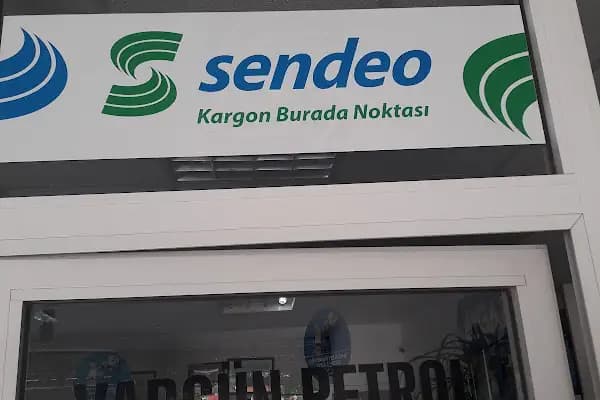 sendeo
Kargon Burada Noktası